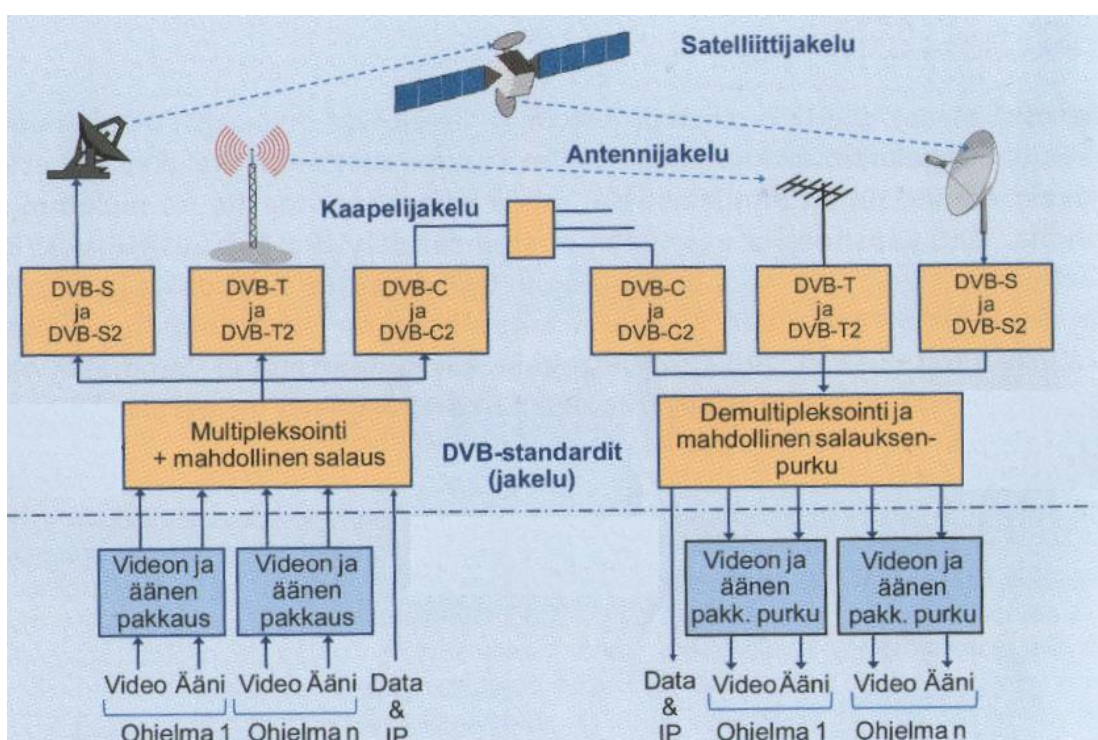 Satelliittijakelu
Antennijakelu
Kaapelijakelu
DVB-S
ja
DVB-S2
DVB-T
ja
DVB-T2
DVB-C
ja
DVB-C2
DVB-C
ja
DVB-C2
DVB-T
ja
DVB-T2
DVB-S
ja
DVB-S2
Multipleksointi
+ mahdollinen salaus
DVB-standardit
(jakelu)
Demultipleksointi ja
mahdollinen salauksen-
purku
Videon ja
äänen
pakkaus
Videon ja
äänen
pakkaus
Videon ja
äänen
pakk. purku
Videon ja
äänen
pakk. purku
Video Ääni
Video Ääni
Data
&
IP
Ohjelma 1
Ohjelma n
Data
&
IP
Video Ääni
Video Ääni
Ohjelma 1
Ohjelma n